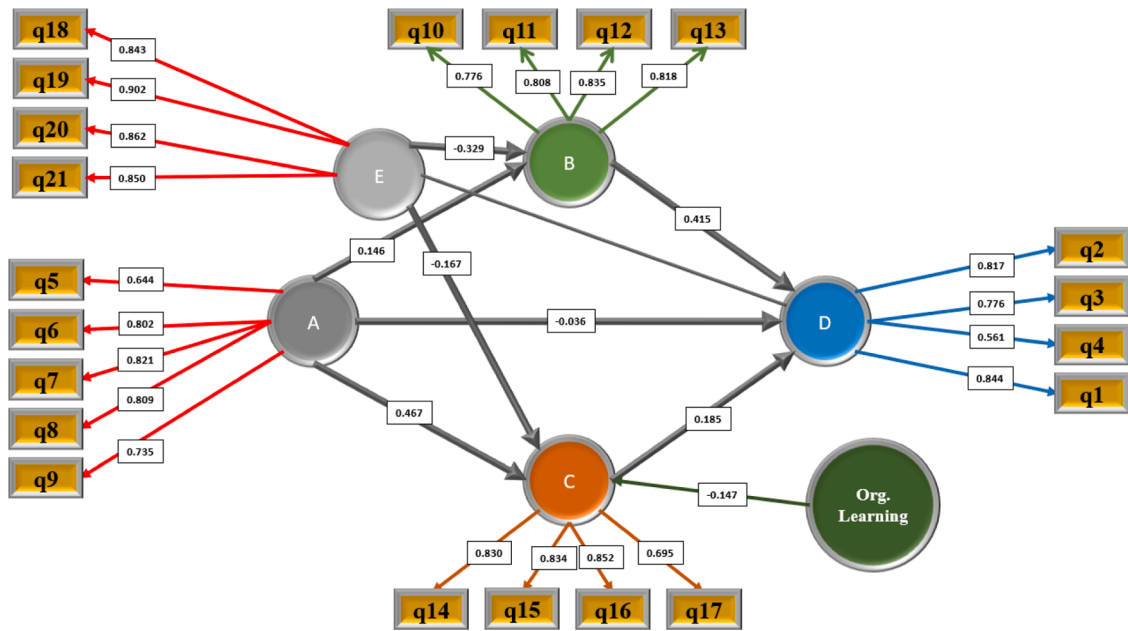 q18
q19
q20
q21
0.843
0.902
0.862
0.850
q10
q11
q12
q13
0.776
0.808
0.835
0.818
E
-0.329
B
0.146
-0.167
0.415
q5
q6
q7
q8
q9
0.644
0.802
0.821
0.809
0.735
A
-0.036
D
0.817
0.776
0.561
0.844
q2
q3
q4
q1
0.467
0.185
C
-0.147
Org.
Learning
0.830
0.834
0.852
0.695
q14
q15
q16
q17